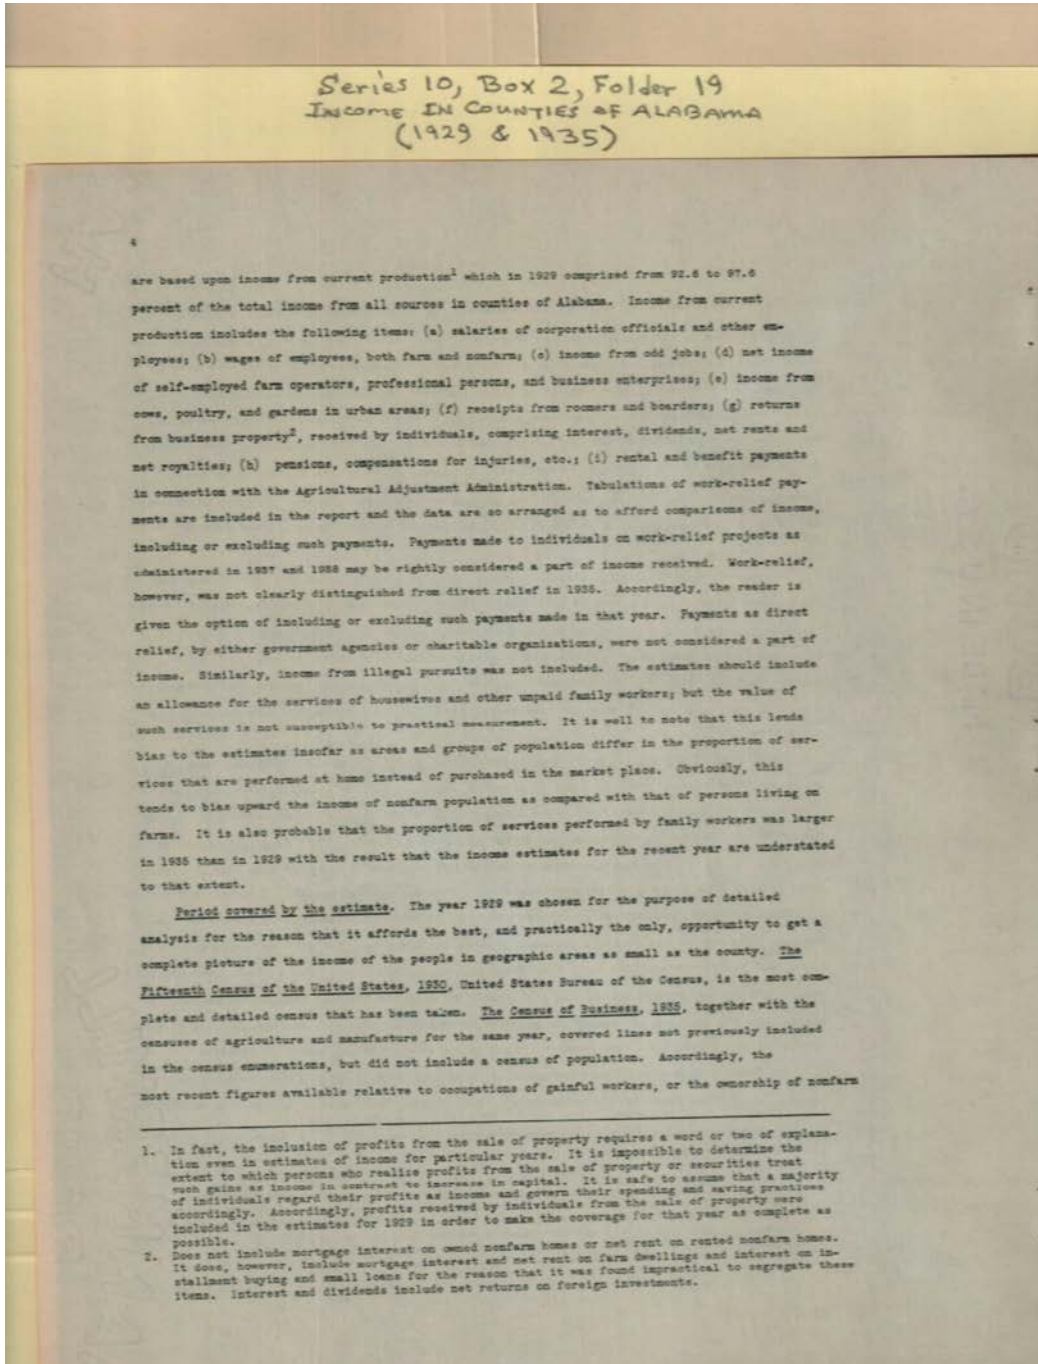 Series 10, Box 2, Folder 19
INCOME IN COUNTIES OF ALABAMA
(1929 & 1935)
4
are based upon income from current production1 which in 1929 comprised from 92.6 to 97.6
percent of the total income from all sources in counties of Alabama. Income from current
production includes the following items: (a) salaries of corporation officials and other em-
ployees; (b) wages of employees, both farm and nonfarm; (c) income from odd jobs; (d) net income
of self-employed farm operators, professional persons, and business enterprises; (e) income from
cows, poultry, and gardens in urban areas; (f) receipts from roomers and boarders; (g) returns
from business property2, received by individuals, comprising interest, dividends, net rents and
net royalties; (h) pensions, compensations for injuries, etc.; (i) rental and benefit payments
in connection with the Agricultural Adjustment Administration. Tabulations of work-relief pay-
ments are included in the report and the data are so arranged as to afford comparisons of income,
including or excluding such payments. Payments made to individuals on work-relief projects as
administered in 1937 and 1938 may be rightly considered a part of income received. Work-relief,
however, was not clearly distinguished from direct relief in 1935. Accordingly, the reader is
given the option of including or excluding such payments made in that year. Payments as direct
relief, by either government agencies or charitable organizations, were not considered a part of
income. Similarly, income from illegal pursuits was not included. The estimates should include
an allowance for the services of housewives and other unpaid family workers; but the value of
such services is not susceptible to practical measurement. It is well to note that this lends
bias to the estimates insofar as areas and groups of population differ in the proportion of ser-
vices that are performed at home instead of purchased in the market place. Obviously, this
tends to bias upward the income of nonfarm population as compared with that of persons living on
farms. It is also probable that the proportion of services performed by family workers was larger
in 1935 than in 1929 with the result that the income estimates for the recent year are understated
to that extent.
Period covered by the estimate. The year 1929 was chosen for the purpose of detailed
analysis for the reason that it affords the best, and practically the only, opportunity to get a
complete picture of the income of the people in geographic areas as small as the county. The
Fifteenth Census of the United States, 1930, United States Bureau of the Census, is the most com-
plete and detailed census that has been taken. The Census of Business, 1935, together with the
censuses of agriculture and manufacture for the same year, covered lines not previously included
in the census enumerations, but did not include a census of population. Accordingly, the
most recent figures available relative to occupations of gainful workers, or the ownership of nonfarm
1. In fact, the inclusion of profits from the sale of property requires a word or two of explana-
tion even in estimates of income for particular years. It is impossible to determine the
extent to which persons who realize profits from the sale of property or securities treat
such gains as income in contrast to increase in capital. It is safe to assume that a majority
of individuals regard their profits as income and govern their spending and saving practices
accordingly. Accordingly, profits received by individuals from the sale of property were
included in the estimates for 1929 in order to make the coverage for that year as complete as
possible.
2. Does not include mortgage interest on owned nonfarm homes or net rent on rented nonfarm homes.
It does, however, include mortgage interest and net rent on farm dwellings and interest on in-
stallment buying and small loans for the reason that it was found impractical to segregate these
items. Interest and dividends include net returns on foreign investments.